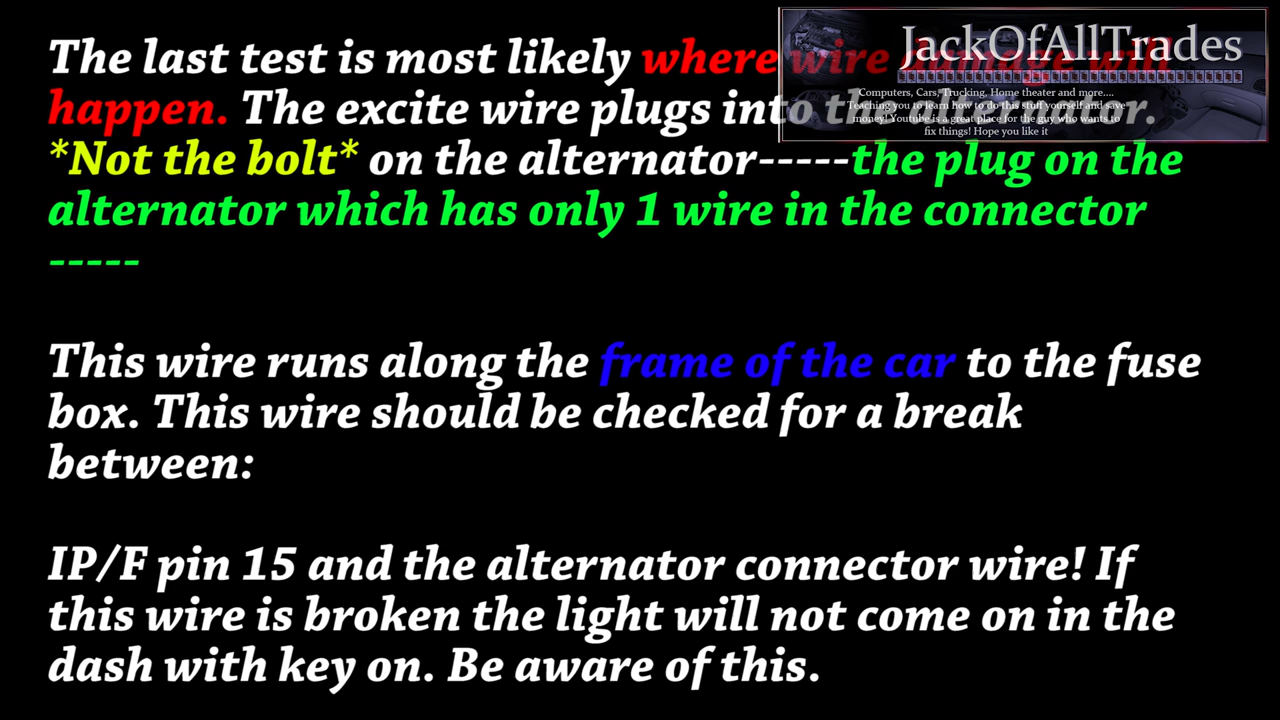 The last test is most likely where wire damage will
happen. The excite wire plugs into the alternator.
*Not the bolt* on the alternator-----the plug on the
alternator which has only 1 wire in the connector
-----
This wire runs along the frame of the car to the fuse
box. This wire should be checked for a break
between:
IP/F pin 15 and the alternator connector wire! If
this wire is broken the light will not come on in the
dash with key on. Be aware of this.
JackOfAllTrades
Computers, Cars, Trucking, Home theater and more....
Teaching you to learn how to do this stuff yourself and save
money! Youtube is a great place for the guy who wants to
fix things! Hope you like it